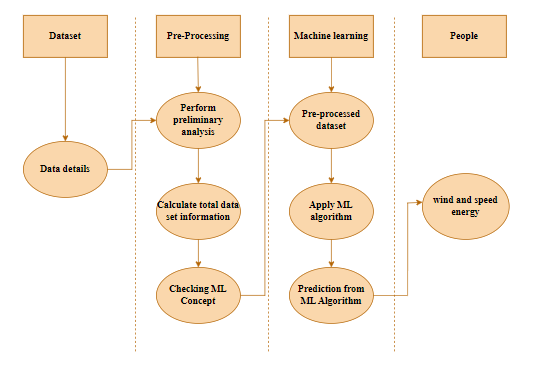 Dataset
Pre-Processing
Machine learning
People
Perform
preliminary
analysis
Pre-processed
dataset
Data details
Calculate total data
set information
Apply ML
algorithm
wind and speed
energy
Checking ML
Concept
Prediction from
ML Algorithm